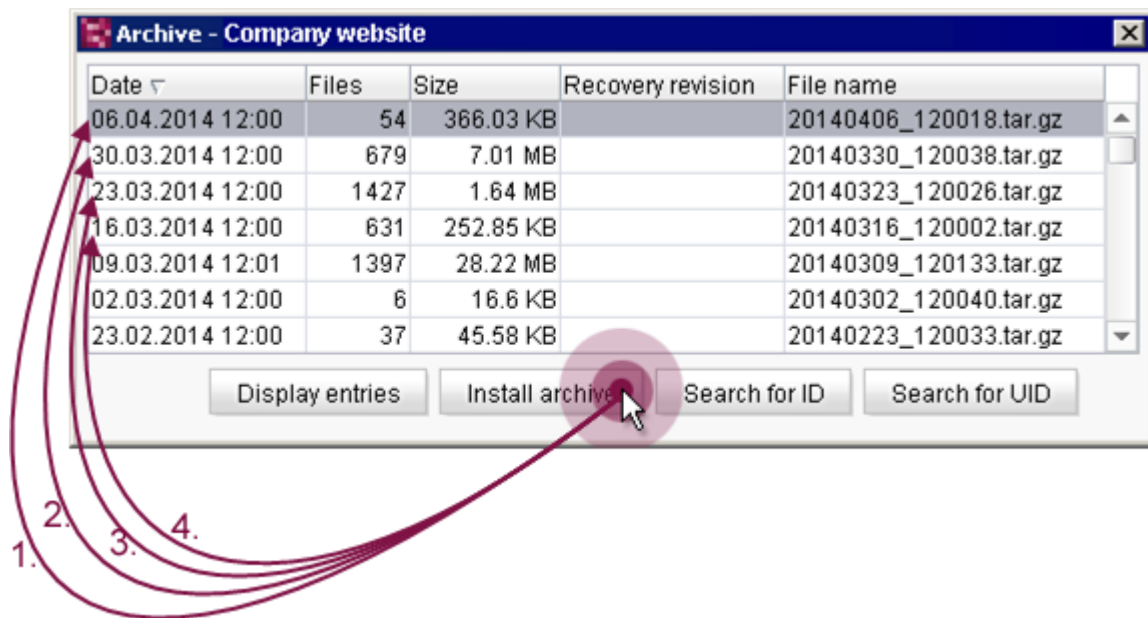 Archive - Company website
Date Files Size Recovery revision File name
06.04.2014 12:00 54 366.03 KB 20140406_120018.tar.gz
30.03.2014 12:00 679 7.01 MB 20140330_120038.tar.gz
23.03.2014 12:00 1427 1.64 MB 20140323_120026.tar.gz
16.03.2014 12:00 631 252.85 KB 20140316_120002.tar.gz
09.03.2014 12:01 1397 28.22 MB 20140309_120133.tar.gz
02.03.2014 12:00 6 16.6 KB 20140302_120040.tar.gz
23.02.2014 12:00 37 45.58 KB 20140223_120033.tar.gz
Display entries Install archive Search for ID Search for UID
1. 2. 3. 4.